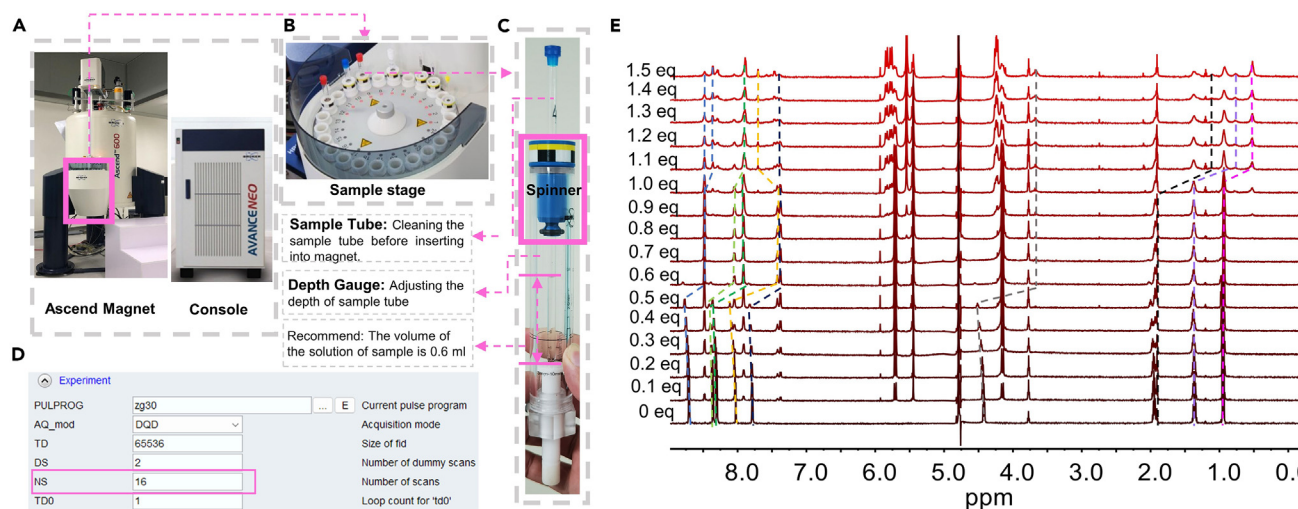 A
B
C
E
Ascend™ 600
AVANCE NEO
Ascend Magnet
Console
Sample stage
Spinner
Sample Tube: Cleaning the
sample tube before inserting
into magnet.
Depth Gauge: Adjusting the
depth of sample tube
Recommend: The volume of
the solution of sample is 0.6 ml
D
Experiment
PULPROG zg30 ... E Current pulse program
AQ_mod DQD Acquisition mode
TD 65536 Size of fid
DS 2 Number of dummy scans
NS 16 Number of scans
TD0 1 Loop count for 'td0'
1.5 eq
1.4 eq
1.3 eq
1.2 eq
1.1 eq
1.0 eq
0.9 eq
0.8 eq
0.7 eq
0.6 eq
0.5 eq
0.4 eq
0.3 eq
0.2 eq
0.1 eq
0 eq
8.0 7.0 6.0 5.0 4.0 3.0 2.0 1.0 0.0
ppm